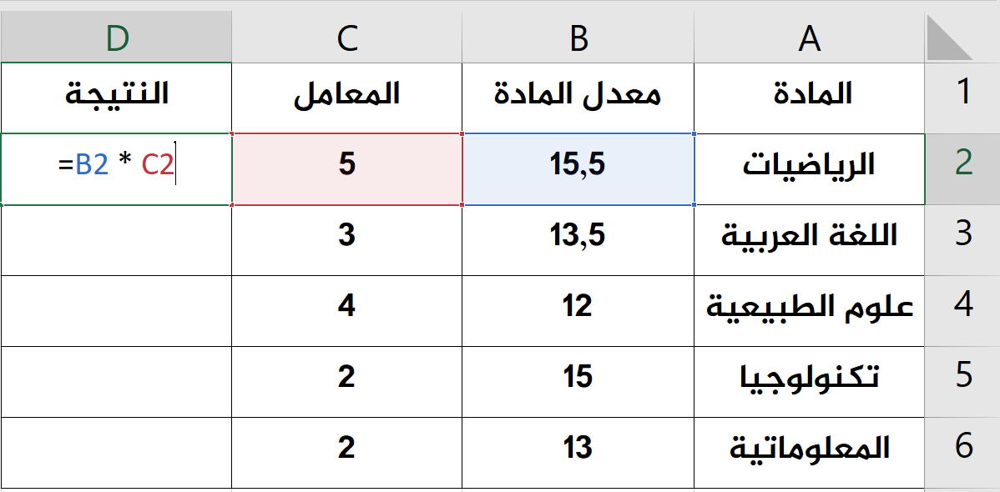 A B C D
1 المادة معدل المادة المعامل النتيجة
2 الرياضيات 15,5 5 =B2 * C2
3 اللغة العربية 13,5 3
4 علوم الطبيعية 12 4
5 تكنولوجيا 15 2
6 المعلوماتية 13 2